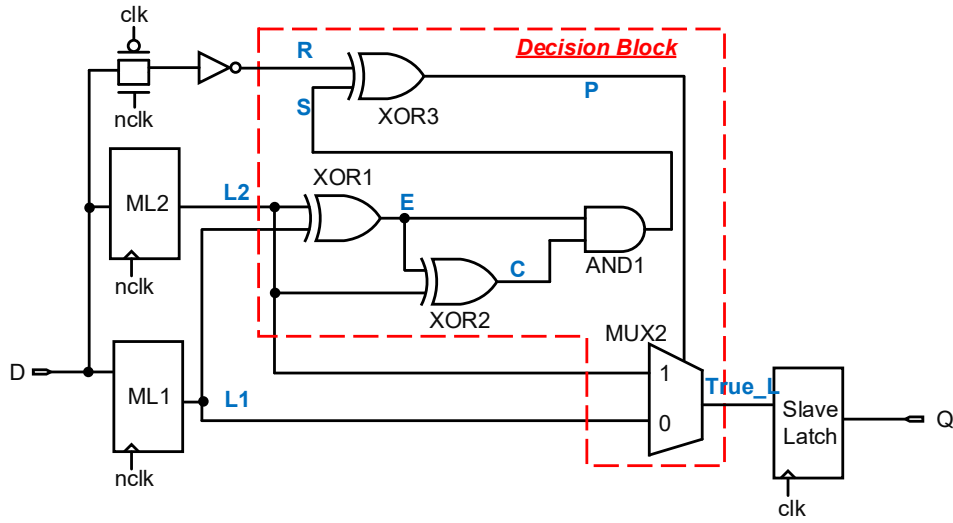 clk
nclk
Decision Block
R
S
XOR3
P
ML2
nclk
L2
XOR1
E
C
XOR2
AND1
MUX2
1
0
True_L
D
ML1
nclk
L1
Slave
Latch
clk
Q